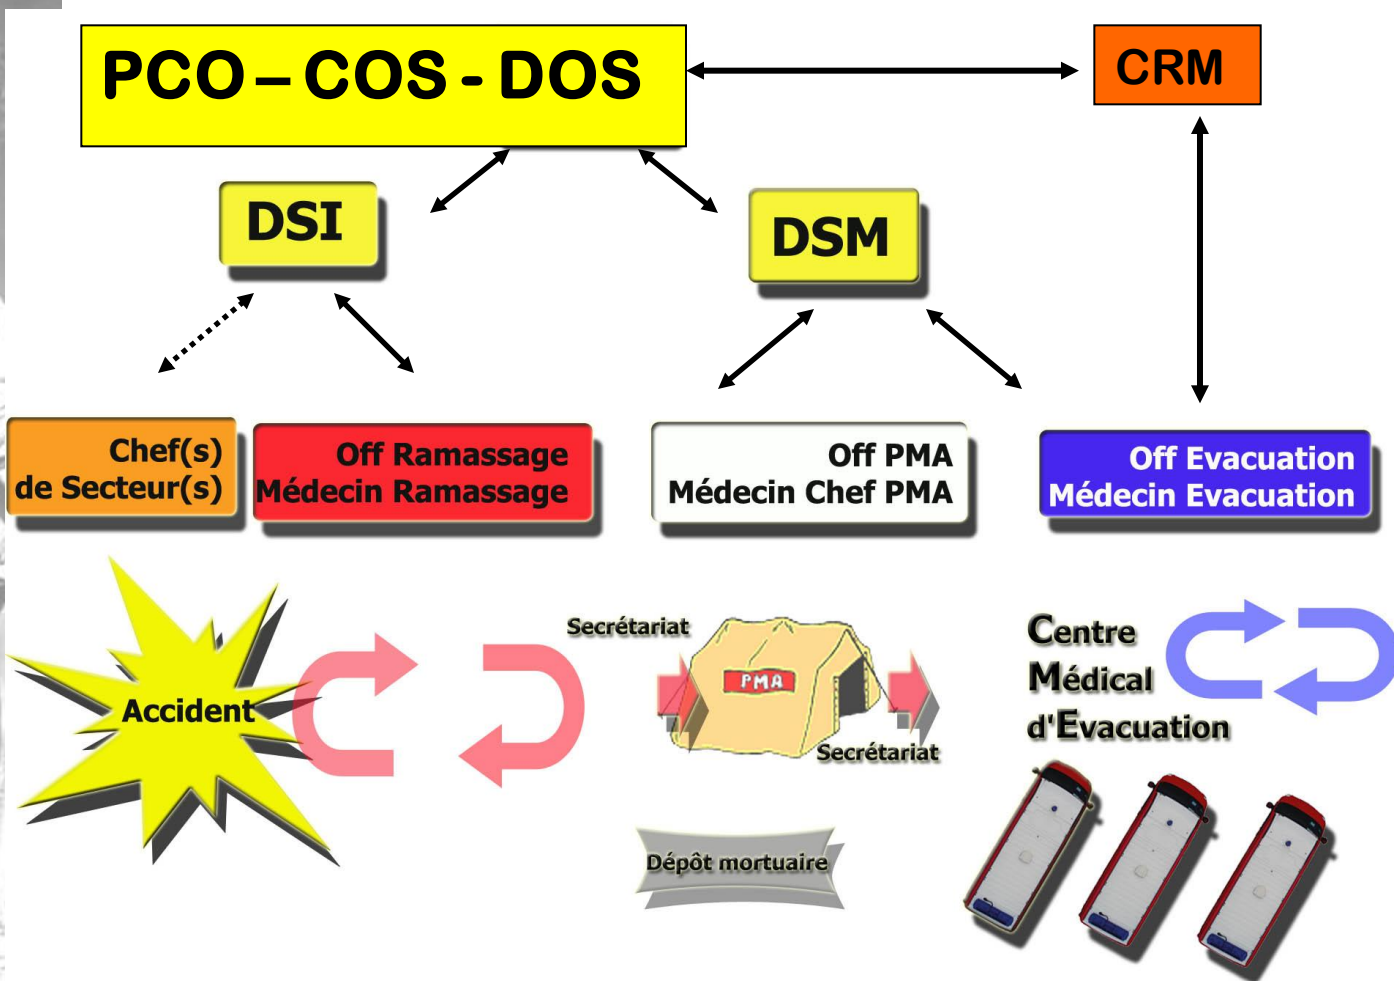 PCO – COS - DOS
CRM
DSI
DSM
Chef(s)
de Secteur(s)
Off Ramassage
Médecin Ramassage
Off PMA
Médecin Chef PMA
Off Evacuation
Médecin Evacuation
Accident
Secrétariat
PMA
Secrétariat
Centre
Médical
d'Evacuation
Dépôt mortuaire